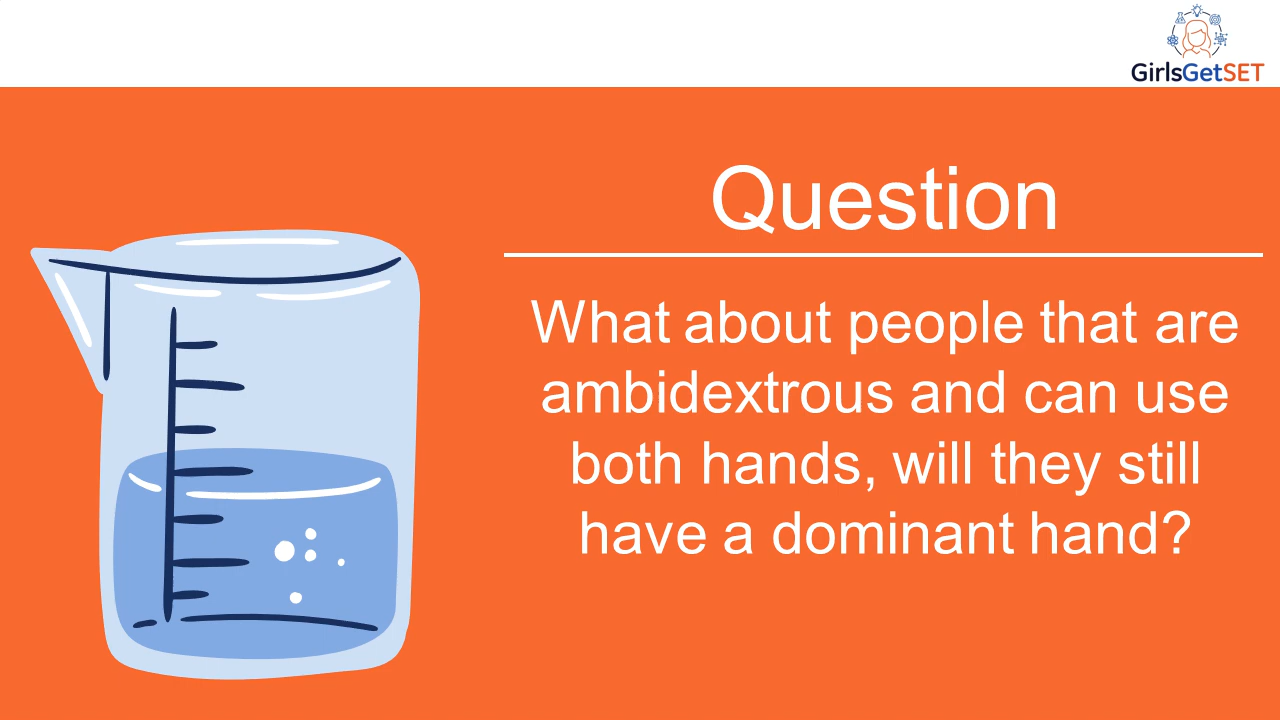 GirlsGetSET
Question
What about people that are
ambidextrous and can use
both hands, will they still
have a dominant hand?